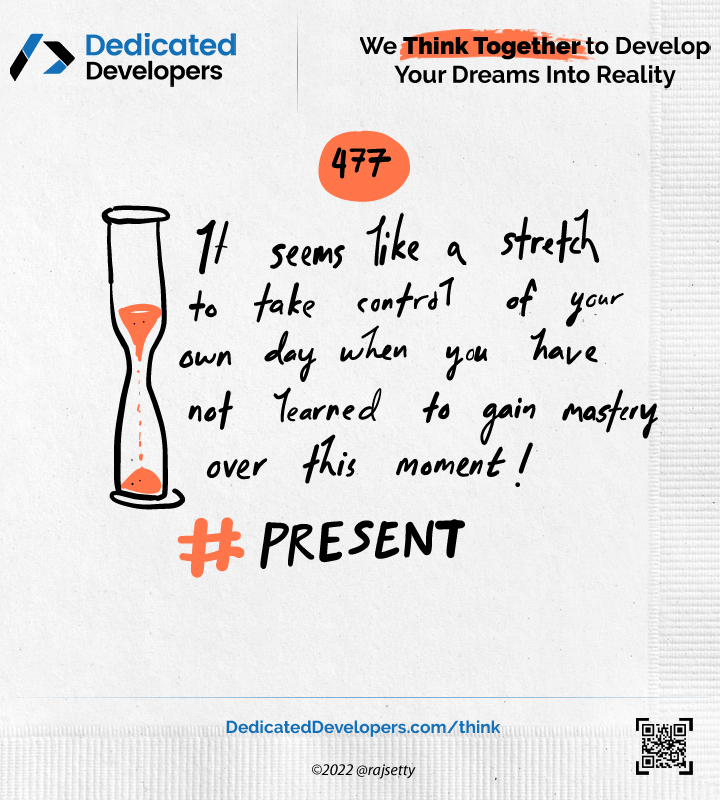 Dedicated
Developers
We Think Together to Develop
Your Dreams Into Reality
477
It seems like a stretch
to take control of your
own day when you have
not learned to gain mastery
over this moment!
# PRESENT
DedicatedDevelopers.com/think
©2022 @rajsetty